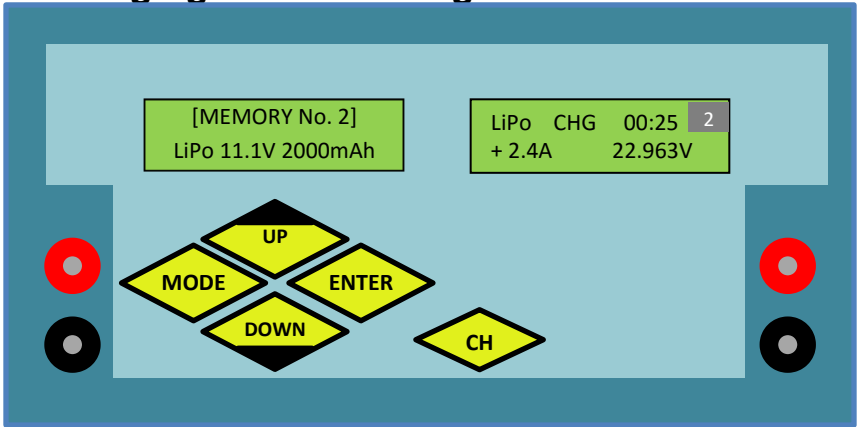 [MEMORY No. 2]
LiPo 11.1V 2000mAh
LiPo CHG 00:25 2
+ 2.4A 22.963V
UP
MODE ENTER
DOWN
CH